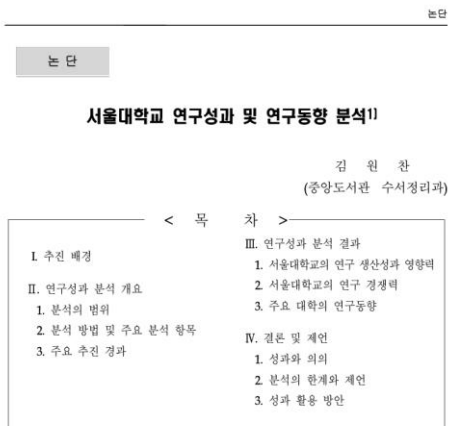 논단
논 단
서울대학교 연구성과 및 연구동향 분석1)
김 원 찬
(중앙도서관 수서정리과)
< 목 차 >
I. 추진 배경
II. 연구성과 분석 개요
1. 분석의 범위
2. 분석 방법 및 주요 분석 항목
3. 주요 추진 경과
III. 연구성과 분석 결과
1. 서울대학교의 연구 생산성과 영향력
2. 서울대학교의 연구 경쟁력
3. 주요 대학의 연구동향
IV. 결론 및 제언
1. 성과와 의의
2. 분석의 한계와 제언
3. 성과 활용 방안